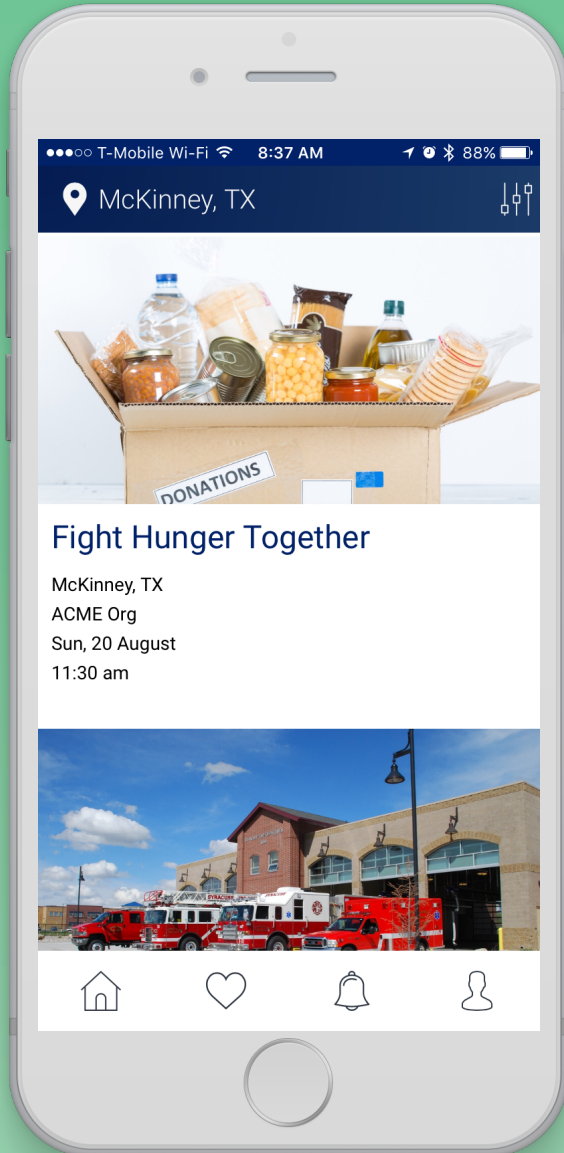 T-Mobile Wi-Fi 8:37 AM 88%
McKinney, TX
DONATIONS
Fight Hunger Together
McKinney, TX
ACME Org
Sun, 20 August
11:30 am
SYRACUSE